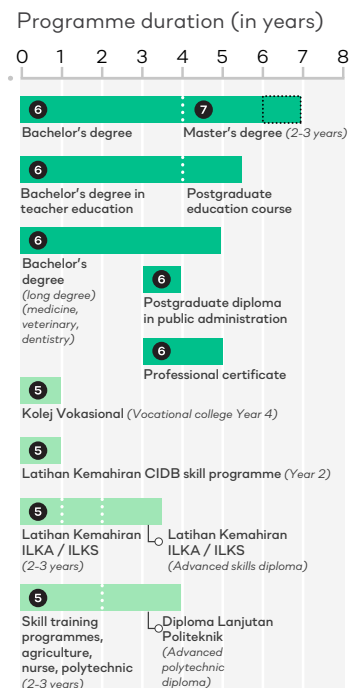 Programme duration (in years)
0 1 2 3 4 5 6 7 8
6 7
Bachelor's degree Master's degree (2-3 years)
6
Bachelor's degree in
teacher education
Postgraduate
education course
6
Bachelor's
degree
(long degree)
(medicine,
veterinary,
dentistry)
6
Postgraduate diploma
in public administration
6
Professional certificate
5
Kolej Vokasional (Vocational college Year 4)
5
Latihan Kemahiran CIDB skill programme (Year 2)
5
Latihan Kemahiran
ILKA / ILKS
(2-3 years)
Latihan Kemahiran
ILKA / ILKS
(Advanced skills diploma)
5
Skill training
programmes,
agriculture,
nurse, polytechnic
(2-3 years)
Diploma Lanjutan
Politeknik
(Advanced
polytechnic
diploma)